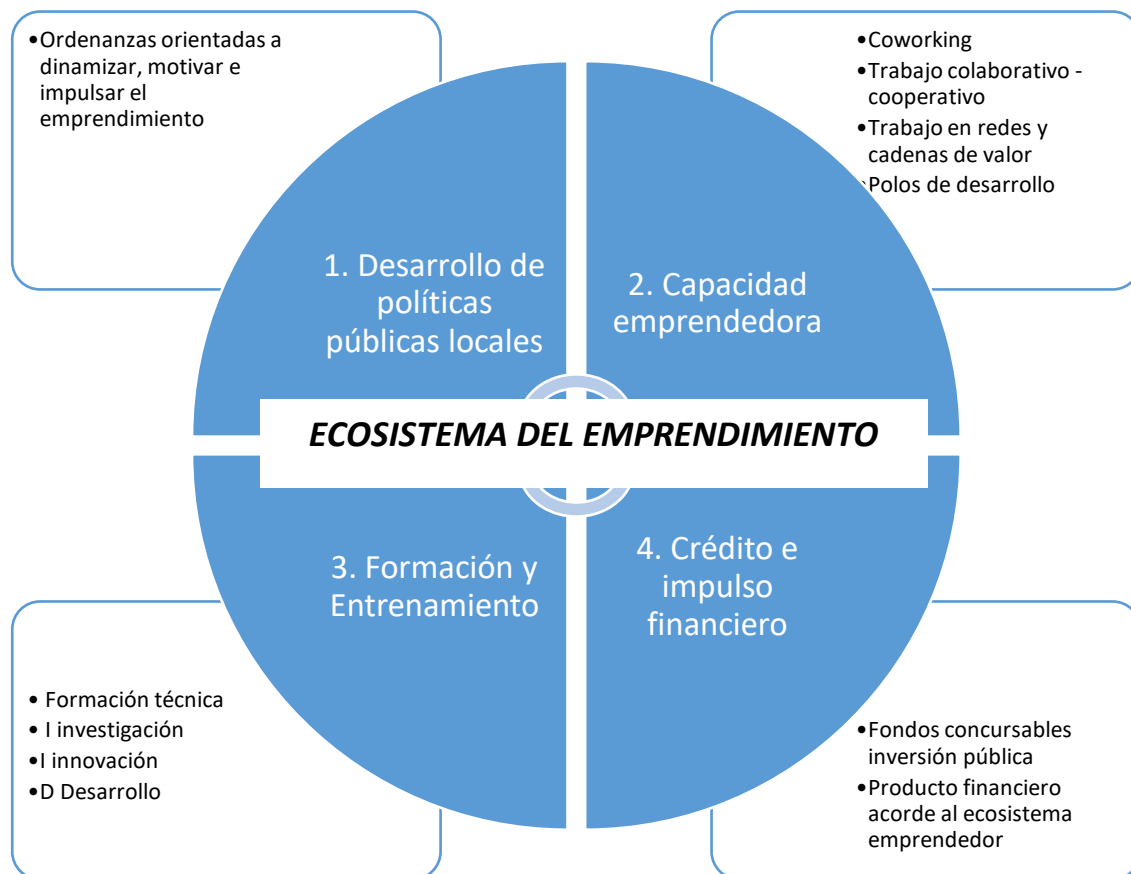 •Ordenanzas orientadas a
dinamizar, motivar e
impulsar el
emprendimiento
•Coworking
•Trabajo colaborativo -
cooperativo
•Trabajo en redes y
cadenas de valor
•Polos de desarrollo
1. Desarrollo de
políticas
públicas locales
2. Capacidad
emprendedora
ECOSISTEMA DEL EMPRENDIMIENTO
3. Formación y
Entrenamiento
4. Crédito e
impulso
financiero
• Formación técnica
• I investigación
•I innovación
•D Desarrollo
•Fondos concursables
inversión pública
•Producto financiero
acorde al ecosistema
emprendedor